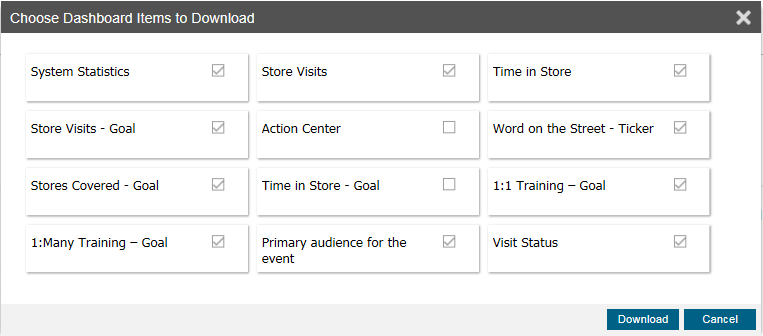 Choose Dashboard Items to Download
System Statistics
Store Visits
Time in Store
Store Visits - Goal
Action Center
Word on the Street - Ticker
Stores Covered - Goal
Time in Store - Goal
1:1 Training – Goal
1:Many Training – Goal
Primary audience for the
event
Visit Status
Download
Cancel